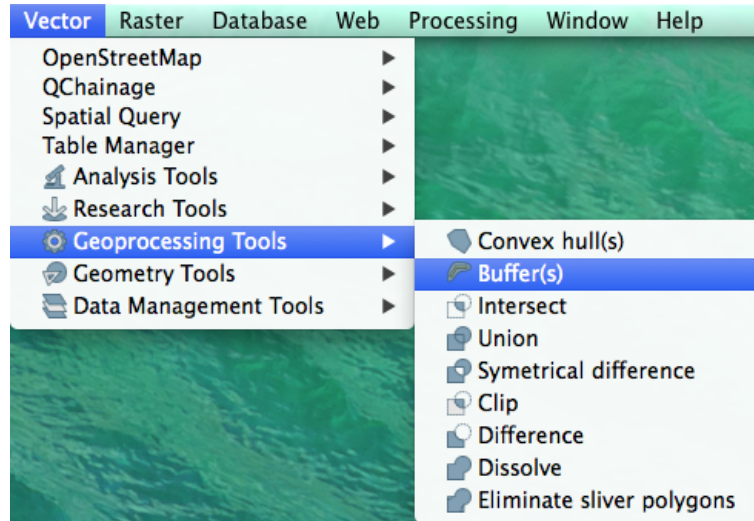 Vector Raster Database Web Processing Window Help
OpenStreetMap
QChainage
Spatial Query
Table Manager
Analysis Tools
Research Tools
Geoprocessing Tools
Geometry Tools
Data Management Tools
Convex hull(s)
Buffer(s)
Intersect
Union
Symetrical difference
Clip
Difference
Dissolve
Eliminate sliver polygons